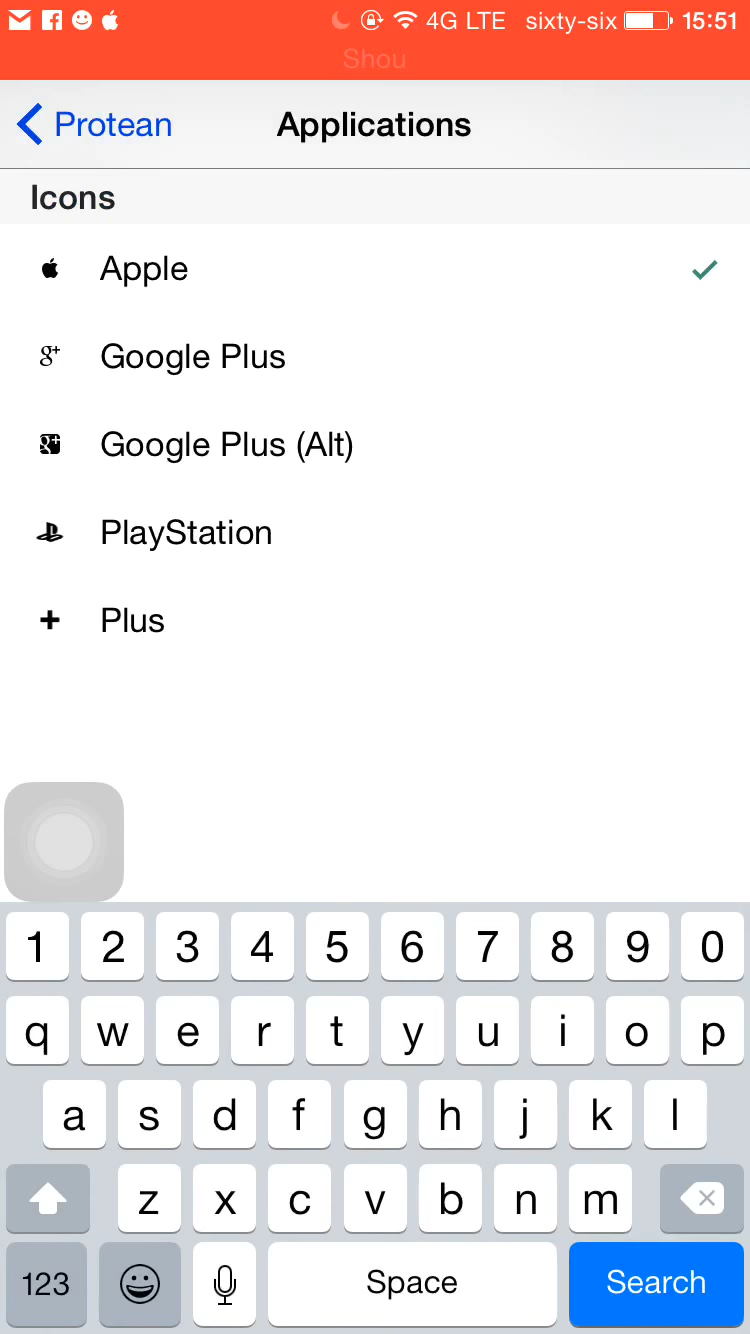 4G LTE sixty-six 15:51
Shou
Protean Applications
Icons
Apple
Google Plus
Google Plus (Alt)
PlayStation
Plus
1 2 3 4 5 6 7 8 9 0
q w e r t y u i o p
a s d f g h j k l
z x c v b n m
123 Space Search